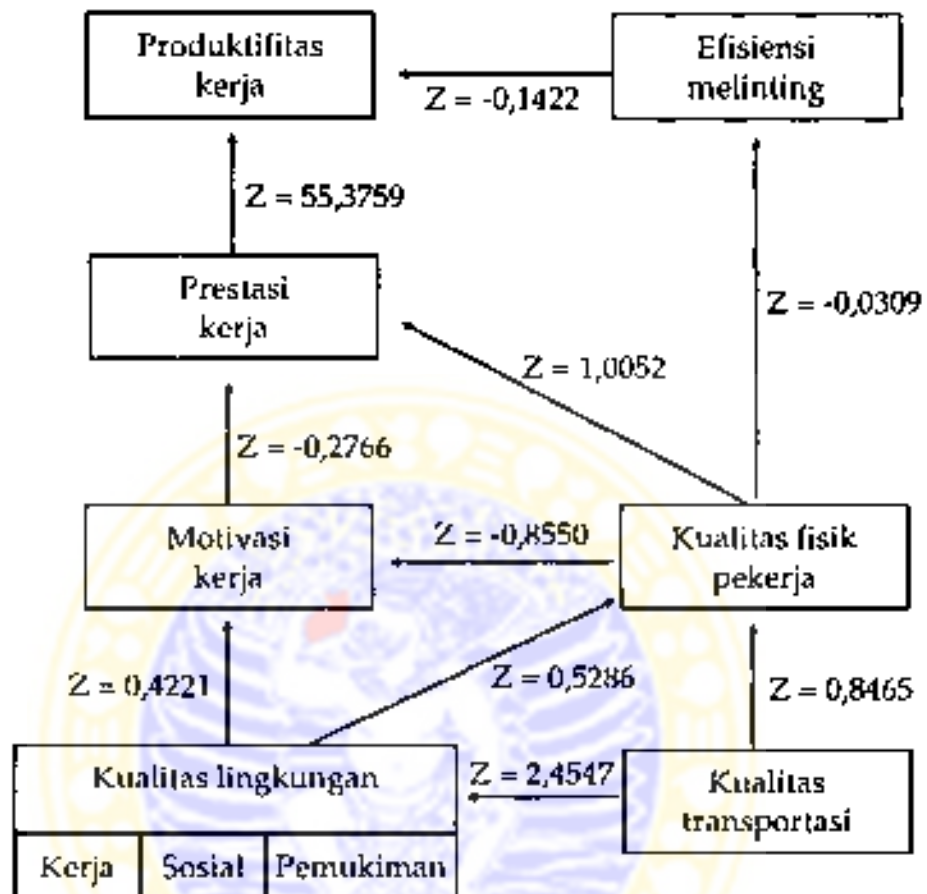 Produktifitas
kerja
Efisiensi
melinting
Z = -0,1422
Z = 55,3759
Prestasi
kerja
Z = -0,0309
Z = 1,0052
Z = -0,2766
Motivasi
kerja
Z = -0,8550
Kualitas fisik
pekerja
Z = 0,4221
Z = 0,5286
Z = 0,8465
Kualitas lingkungan
Z = 2,4547
Kualitas
transportasi
Kerja
Sosial
Pemukiman